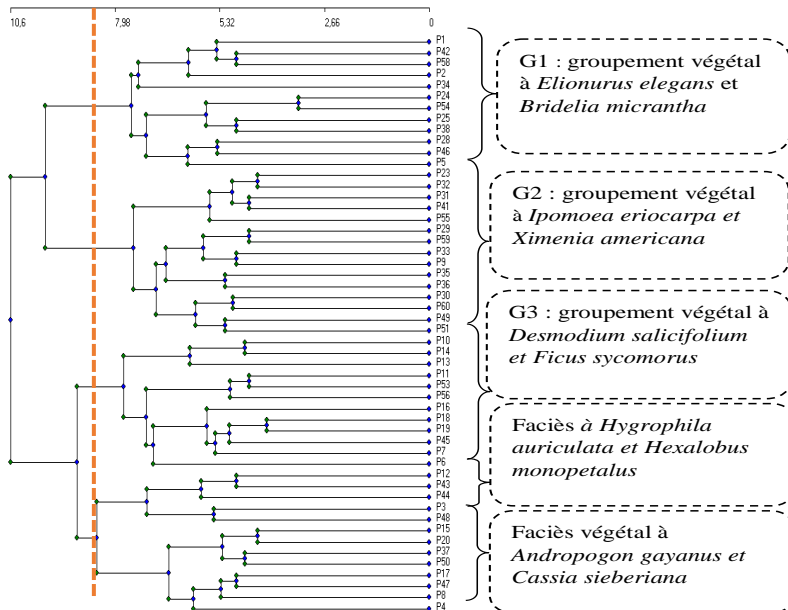 10,6 7,98 5,32 2,66 0
P1
P42
P58
P2
P34
P24
P54
P25
P38
P28
P46
P5
P23
P32
P31
P41
P55
P29
P59
P33
P9
P35
P36
P30
P60
P49
P51
P10
P14
P13
P11
P53
P56
P16
P18
P19
P45
P7
P6
P12
P43
P44
P3
P48
P15
P20
P37
P50
P17
P47
P8
P4
G1 : groupement végétal
à Elionurus elegans et
Bridelia micrantha
G2 : groupement végétal
à Ipomoea eriocarpa et
Ximenia americana
G3 : groupement végétal à
Desmodium salicifolium
et Ficus sycomorus
Faciès à Hygrophila
auriculata et Hexalobus
monopetalus
Faciès végétal à
Andropogon gayanus et
Cassia sieberiana